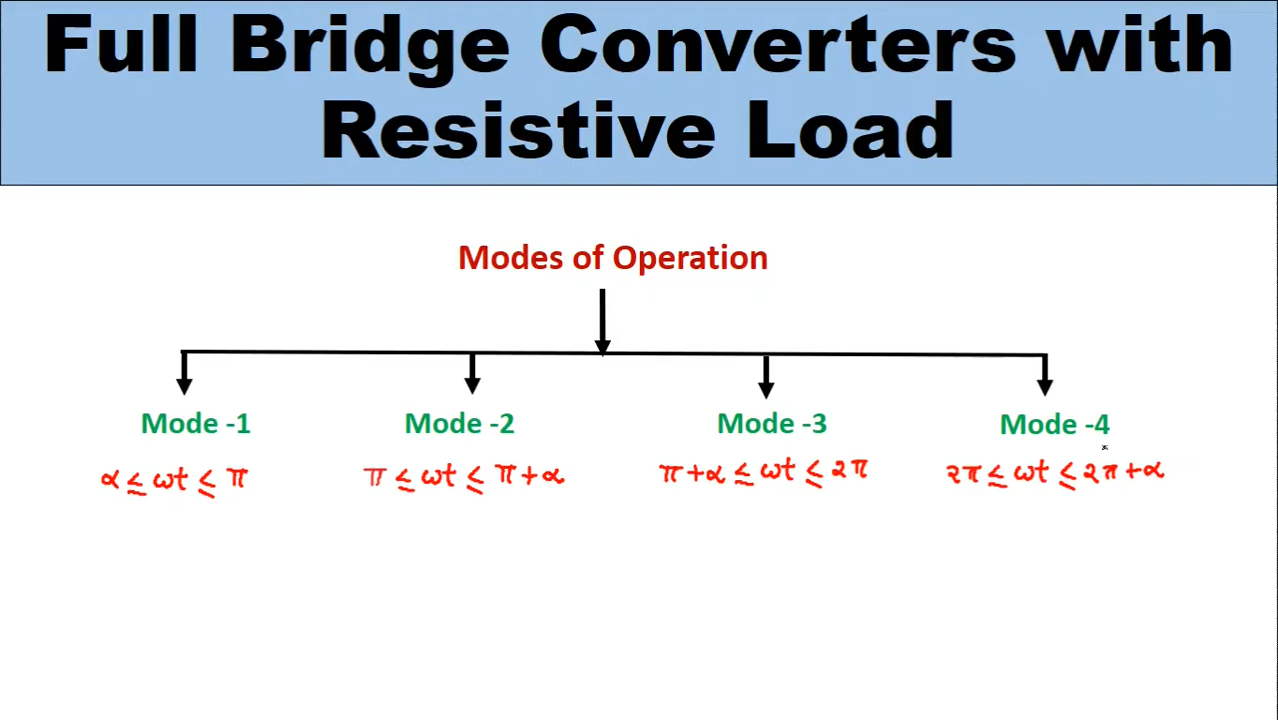 Full Bridge Converters with
Resistive Load
Modes of Operation
Mode -1 Mode -2 Mode -3 Mode -4
α ≤ ωt ≤ π π ≤ ωt ≤ π+α π+α ≤ ωt ≤ 2π 2π ≤ ωt ≤ 2π+α